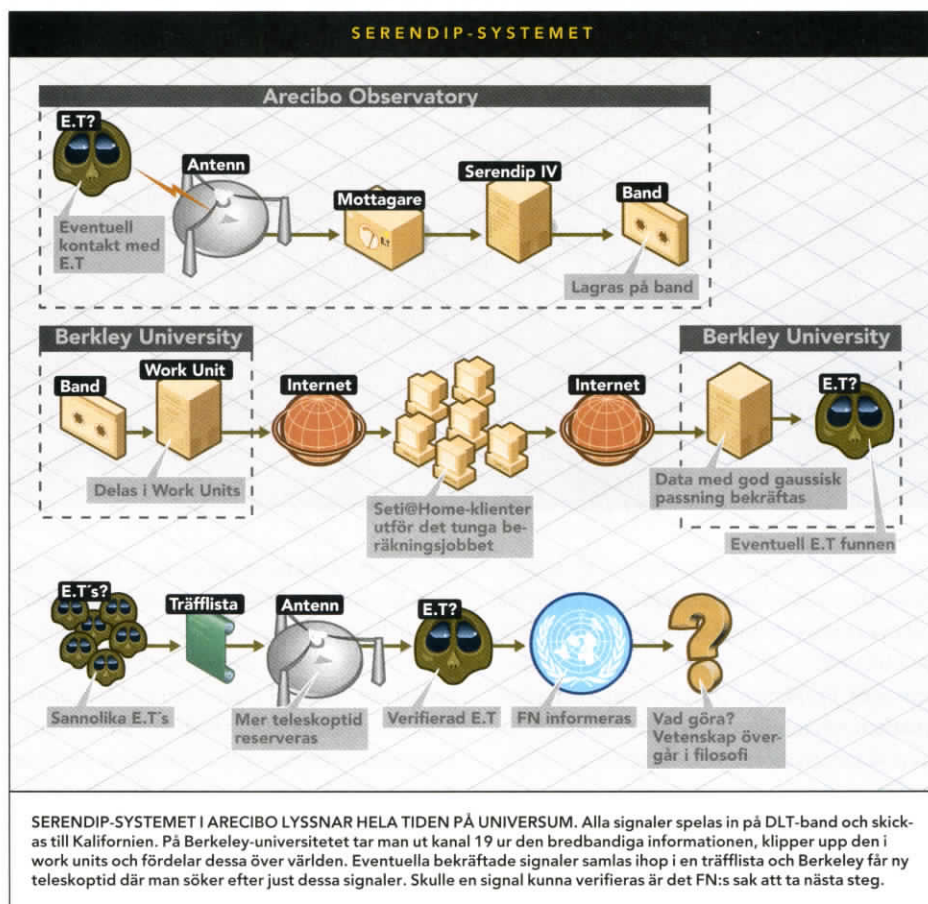 SERENDIP-SYSTEMET
Arecibo Observatory
E.T?
Antenn
Mottagare
Serendip IV
Band
E.T
Eventuell
kontakt med
E.T
Lagras på band
Berkley University
Band
Work Unit
Internet
Internet
Berkley University
E.T?
Delas i Work Units
Seti@Home-klienter
utför det tunga be-
räkningsjobbet
Data med god gaussisk
passning bekräftas
Eventuell E.T funnen
E.T´s?
Träfflista
Antenn
E.T?
Sannolika E.T´s
Mer teleskoptid
reserveras
Verifierad E.T
FN informeras
Vad göra?
Vetenskap över-
går i filosofi
SERENDIP-SYSTEMET I ARECIBO LYSSNAR HELA TIDEN PÅ UNIVERSUM. Alla signaler spelas in på DLT-band och skick-
as till Kalifornien. På Berkeley-universitetet tar man ut kanal 19 ur den bredbandiga informationen, klipper upp den i
work units och fördelar dessa över världen. Eventuella bekräftade signaler samlas ihop i en träfflista och Berkeley får ny
teleskoptid där man söker efter just dessa signaler. Skulle en signal kunna verifieras är det FN:s sak att ta nästa steg.